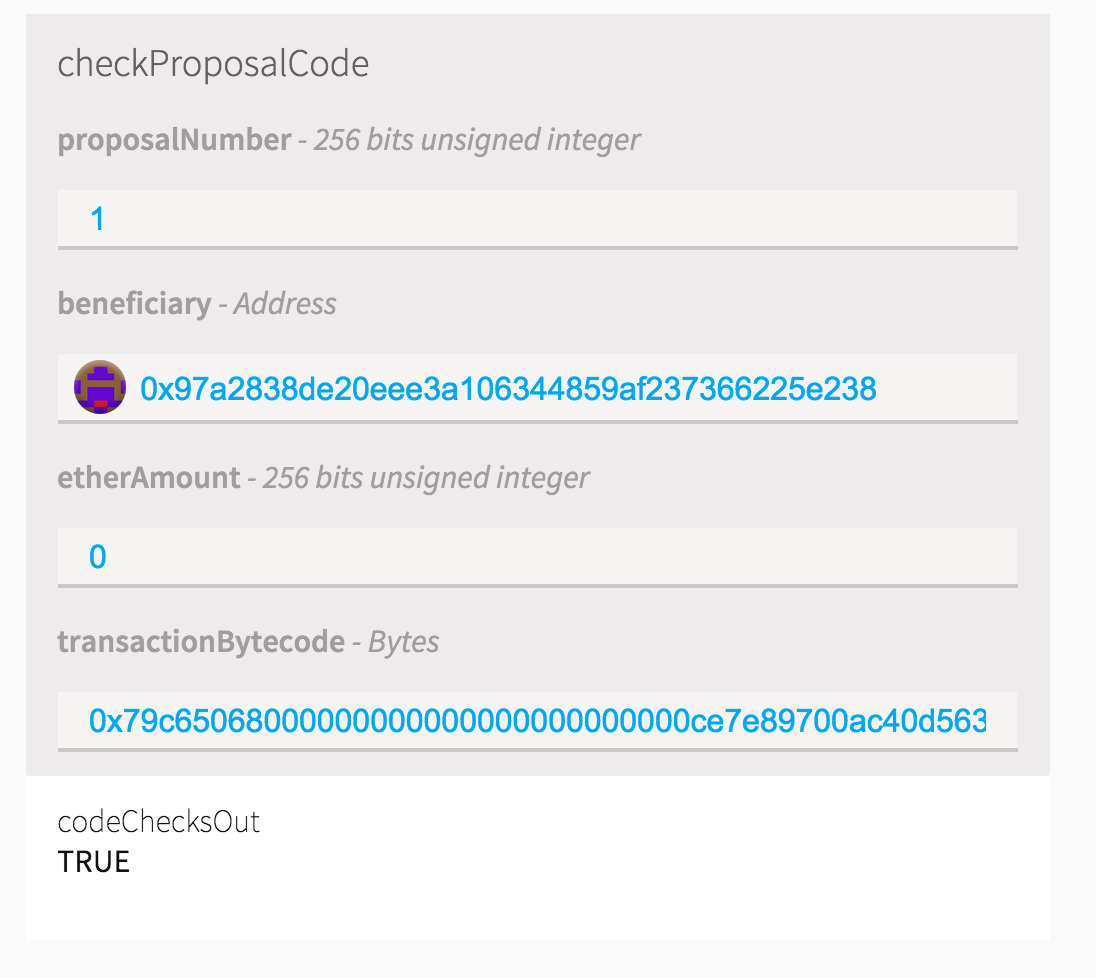 checkProposalCode
proposalNumber - 256 bits unsigned integer
1
beneficiary - Address
0x97a2838de20eee3a106344859af237366225e238
etherAmount - 256 bits unsigned integer
0
transactionBytecode - Bytes
0x79c65068000000000000000000000000ce7e89700ac40d563
codeChecksOut
TRUE